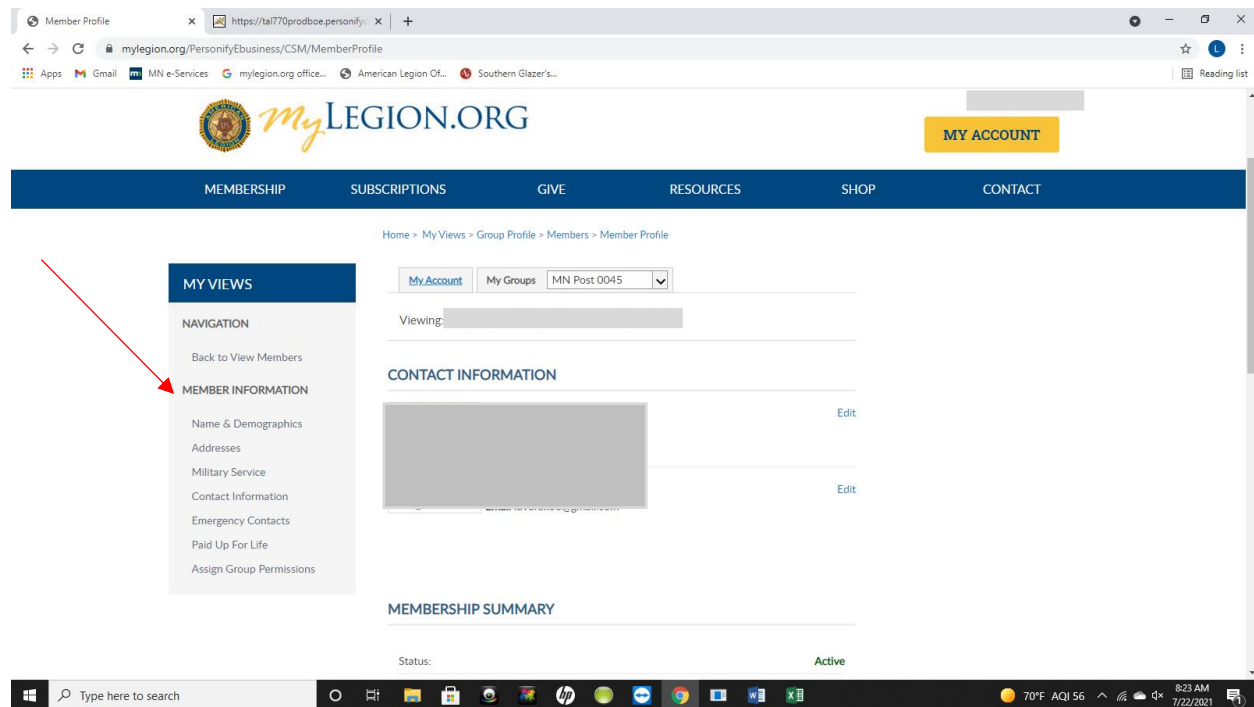 Member Profile
https://tal770prodboe.personifyc
mylegion.org/PersonifyEbusiness/CSM/MemberProfile
Apps
Gmail
MN e-Services
mylegion.org office...
American Legion Of...
Southern Glazer's...
Reading list
L
MyLEGION.ORG
MY ACCOUNT
MEMBERSHIP
SUBSCRIPTIONS
GIVE
RESOURCES
SHOP
CONTACT
Home > My Views > Group Profile > Members > Member Profile
MY VIEWS
NAVIGATION
Back to View Members
MEMBER INFORMATION
Name & Demographics
Addresses
Military Service
Contact Information
Emergency Contacts
Paid Up For Life
Assign Group Permissions
My Account
My Groups
MN Post 0045
Viewing:
CONTACT INFORMATION
Edit
Edit
MEMBERSHIP SUMMARY
Status:
Active
Type here to search
70°F AQI 56
8:23 AM
7/22/2021